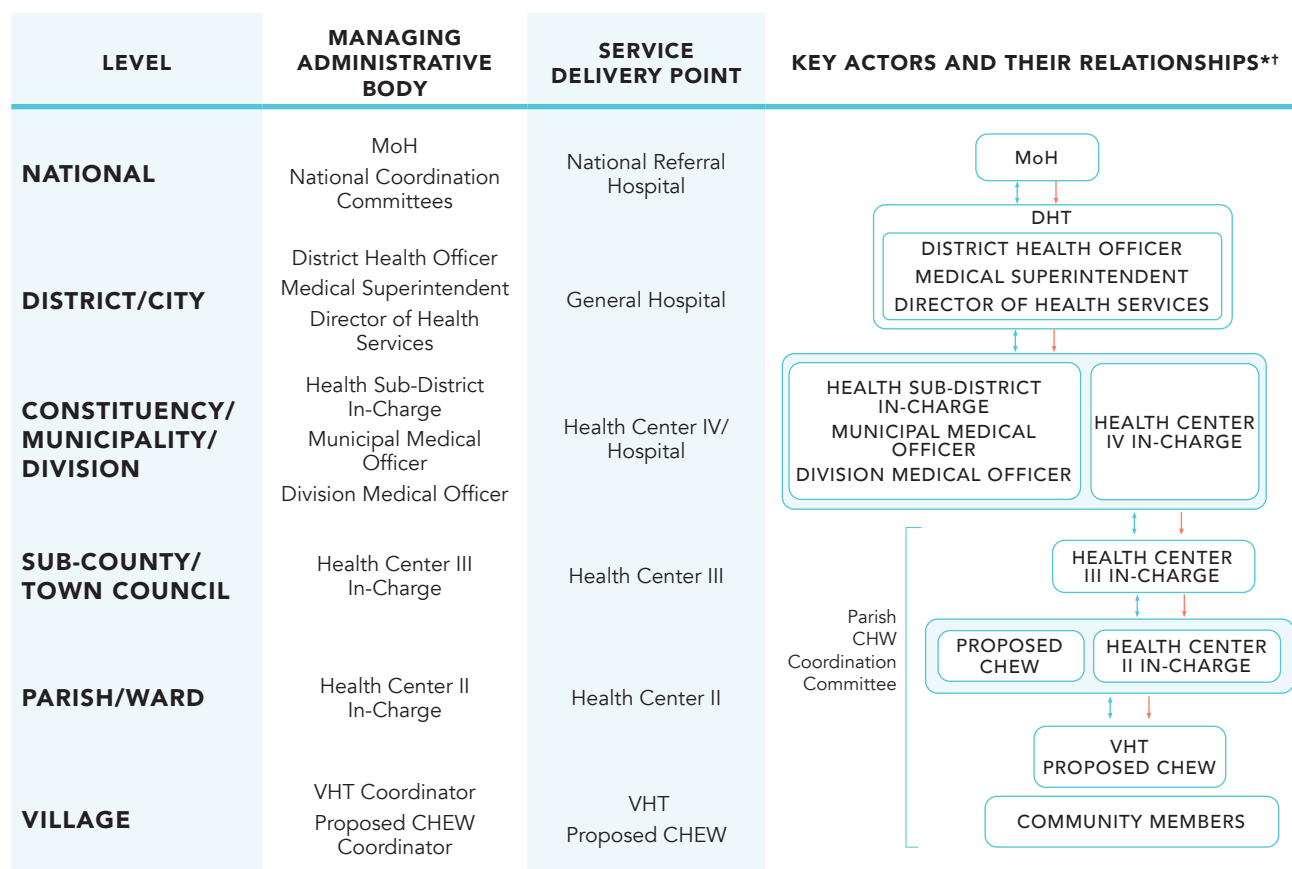 LEVEL
MANAGING
ADMINISTRATIVE
BODY
SERVICE
DELIVERY POINT
KEY ACTORS AND THEIR RELATIONSHIPS*†
NATIONAL
MoH
National Coordination
Committees
National Referral
Hospital
MoH
DHT
DISTRICT HEALTH OFFICER
MEDICAL SUPERINTENDENT
DIRECTOR OF HEALTH SERVICES
DISTRICT/CITY
District Health Officer
Medical Superintendent
Director of Health
Services
General Hospital
CONSTITUENCY/
MUNICIPALITY/
DIVISION
Health Sub-District
In-Charge
Municipal Medical
Officer
Division Medical Officer
Health Center IV/
Hospital
HEALTH SUB-DISTRICT
IN-CHARGE
MUNICIPAL MEDICAL
OFFICER
DIVISION MEDICAL OFFICER
HEALTH CENTER
IV IN-CHARGE
SUB-COUNTY/
TOWN COUNCIL
Health Center III
In-Charge
Health Center III
HEALTH CENTER
III IN-CHARGE
Parish
CHW
Coordination
Committee
PARISH/WARD
Health Center II
In-Charge
Health Center II
PROPOSED
CHEW
HEALTH CENTER
II IN-CHARGE
VILLAGE
VHT Coordinator
Proposed CHEW
Coordinator
VHT
Proposed CHEW
VHT
PROPOSED CHEW
COMMUNITY MEMBERS